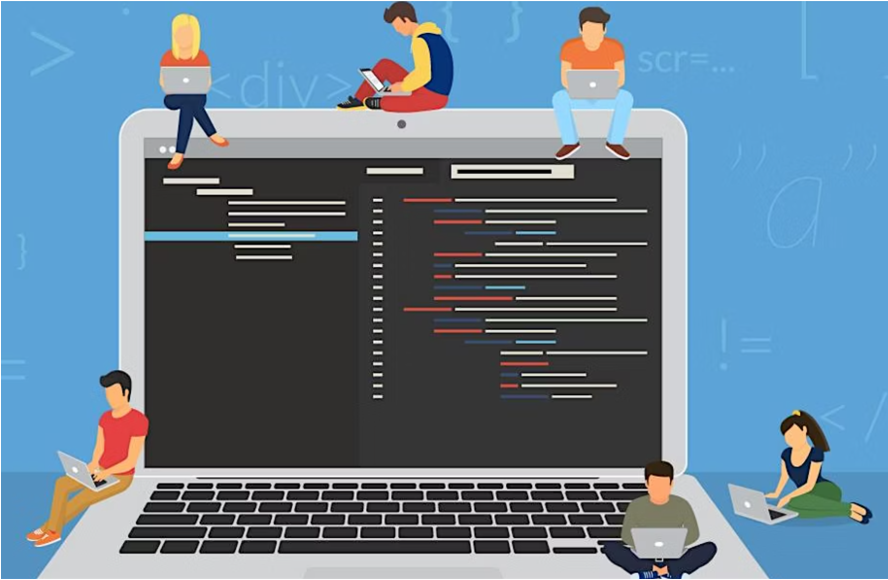 >
{ }
<div>
scr=...
[
,, a ,,
}
!=
=
< /